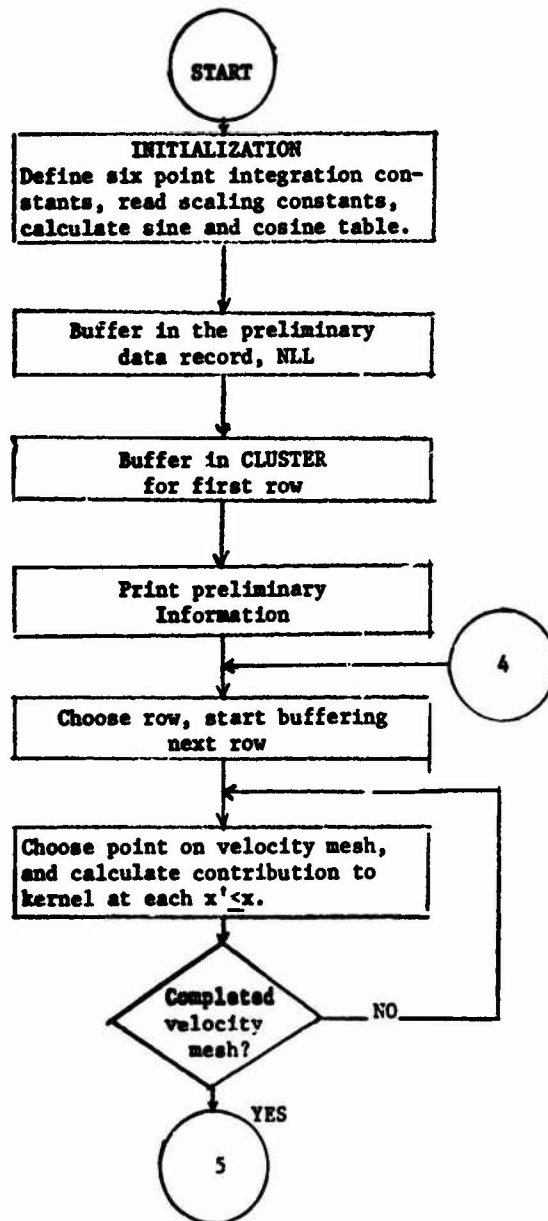 START
INITIALIZATION
Define six point integration con-
stants, read scaling constants,
calculate sine and cosine table.
Buffer in the preliminary
data record, NLL
Buffer in CLUSTER
for first row
Print preliminary
Information
4
Choose row, start buffering
next row
Choose point on velocity mesh,
and calculate contribution to
kernel at each x'≤x.
Completed
velocity
mesh?
NO
YES
5